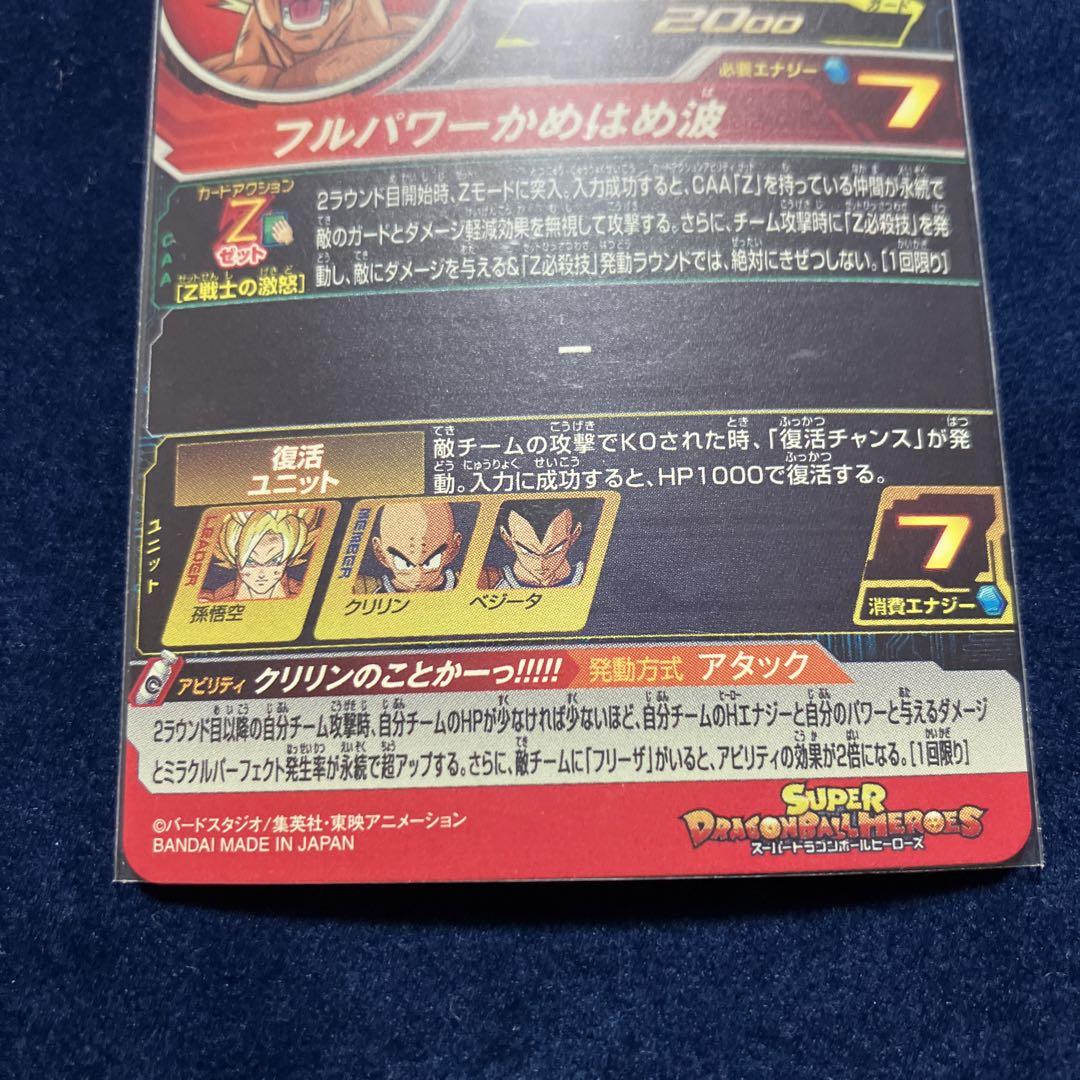 ガード
2000
必要エナジー
7
フルパワーかめはめ波
カードアクション
Z
ゼット
[Z戦士の激怒]
CAA
2ラウンド目開始時、Zモードに突入。入力成功すると、CAA「Z」を持っている仲間が永続で
敵のガードとダメージ軽減効果を無視して攻撃する。さらに、チーム攻撃時に「Z必殺技」を発
動し、敵にダメージを与える&「Z必殺技」発動ラウンドでは、絶対にきぜつしない。[1回限り]
ー
復活
ユニット
敵チームの攻撃でKOされた時、「復活チャンス」が発
動。入力に成功すると、HP1000で復活する。
ユニット
LEADER
孫悟空
MEMBER
クリリン
ベジータ
7
消費エナジー
アビリティ クリリンのことかーっ!!!!! 発動方式 アタック
2ラウンド目以降の自分チーム攻撃時、自分チームのHPが少なければ少ないほど、自分チームのHエナジーと自分のパワーと与えるダメージ
とミラクルパーフェクト発生率が永続で超アップする。さらに、敵チームに「フリーザ」がいると、アビリティの効果が2倍になる。[1回限り]
©バードスタジオ/集英社・東映アニメーション
BANDAI MADE IN JAPAN
SUPER
DRAGONBALL HEROES
スーパードラゴンボールヒーローズ